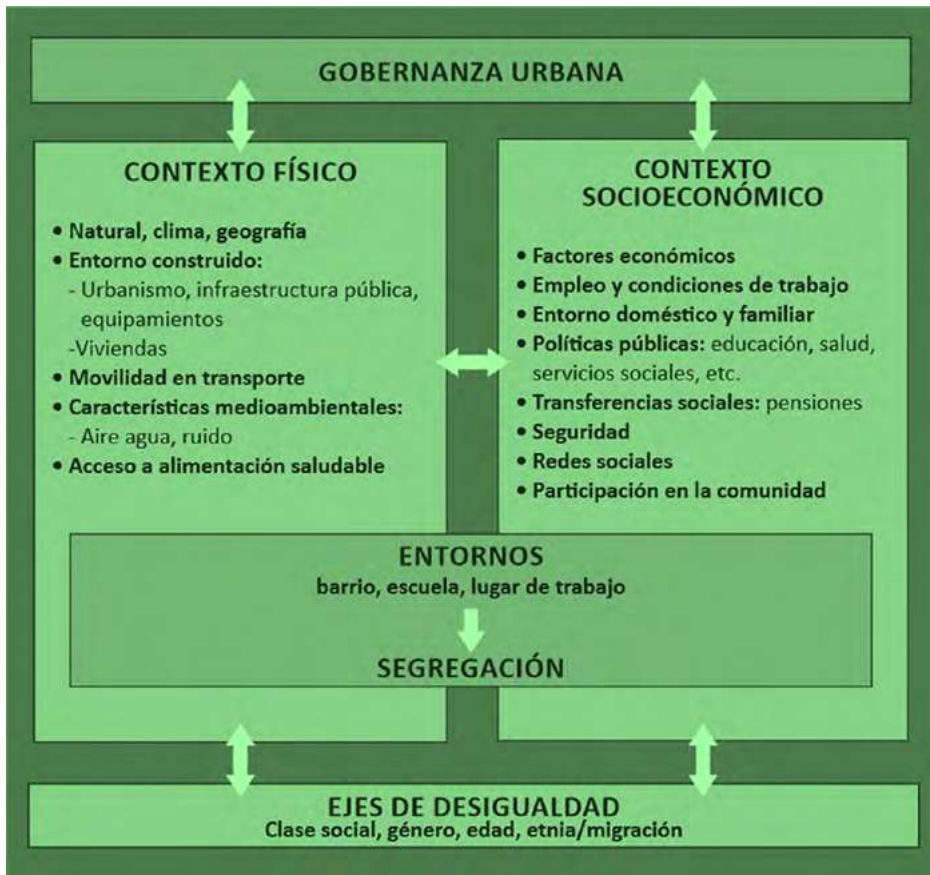 GOBERNANZA URBANA
CONTEXTO FÍSICO
• Natural, clima, geografía
• Entorno construido:
- Urbanismo, infraestructura pública,
equipamientos
-Viviendas
• Movilidad en transporte
• Características medioambientales:
- Aire agua, ruido
• Acceso a alimentación saludable
CONTEXTO
SOCIOECONÓMICO
• Factores económicos
• Empleo y condiciones de trabajo
• Entorno doméstico y familiar
• Políticas públicas: educación, salud,
servicios sociales, etc.
• Transferencias sociales: pensiones
• Seguridad
• Redes sociales
• Participación en la comunidad
ENTORNOS
barrio, escuela, lugar de trabajo
SEGREGACIÓN
EJES DE DESIGUALDAD
Clase social, género, edad, etnia/migración